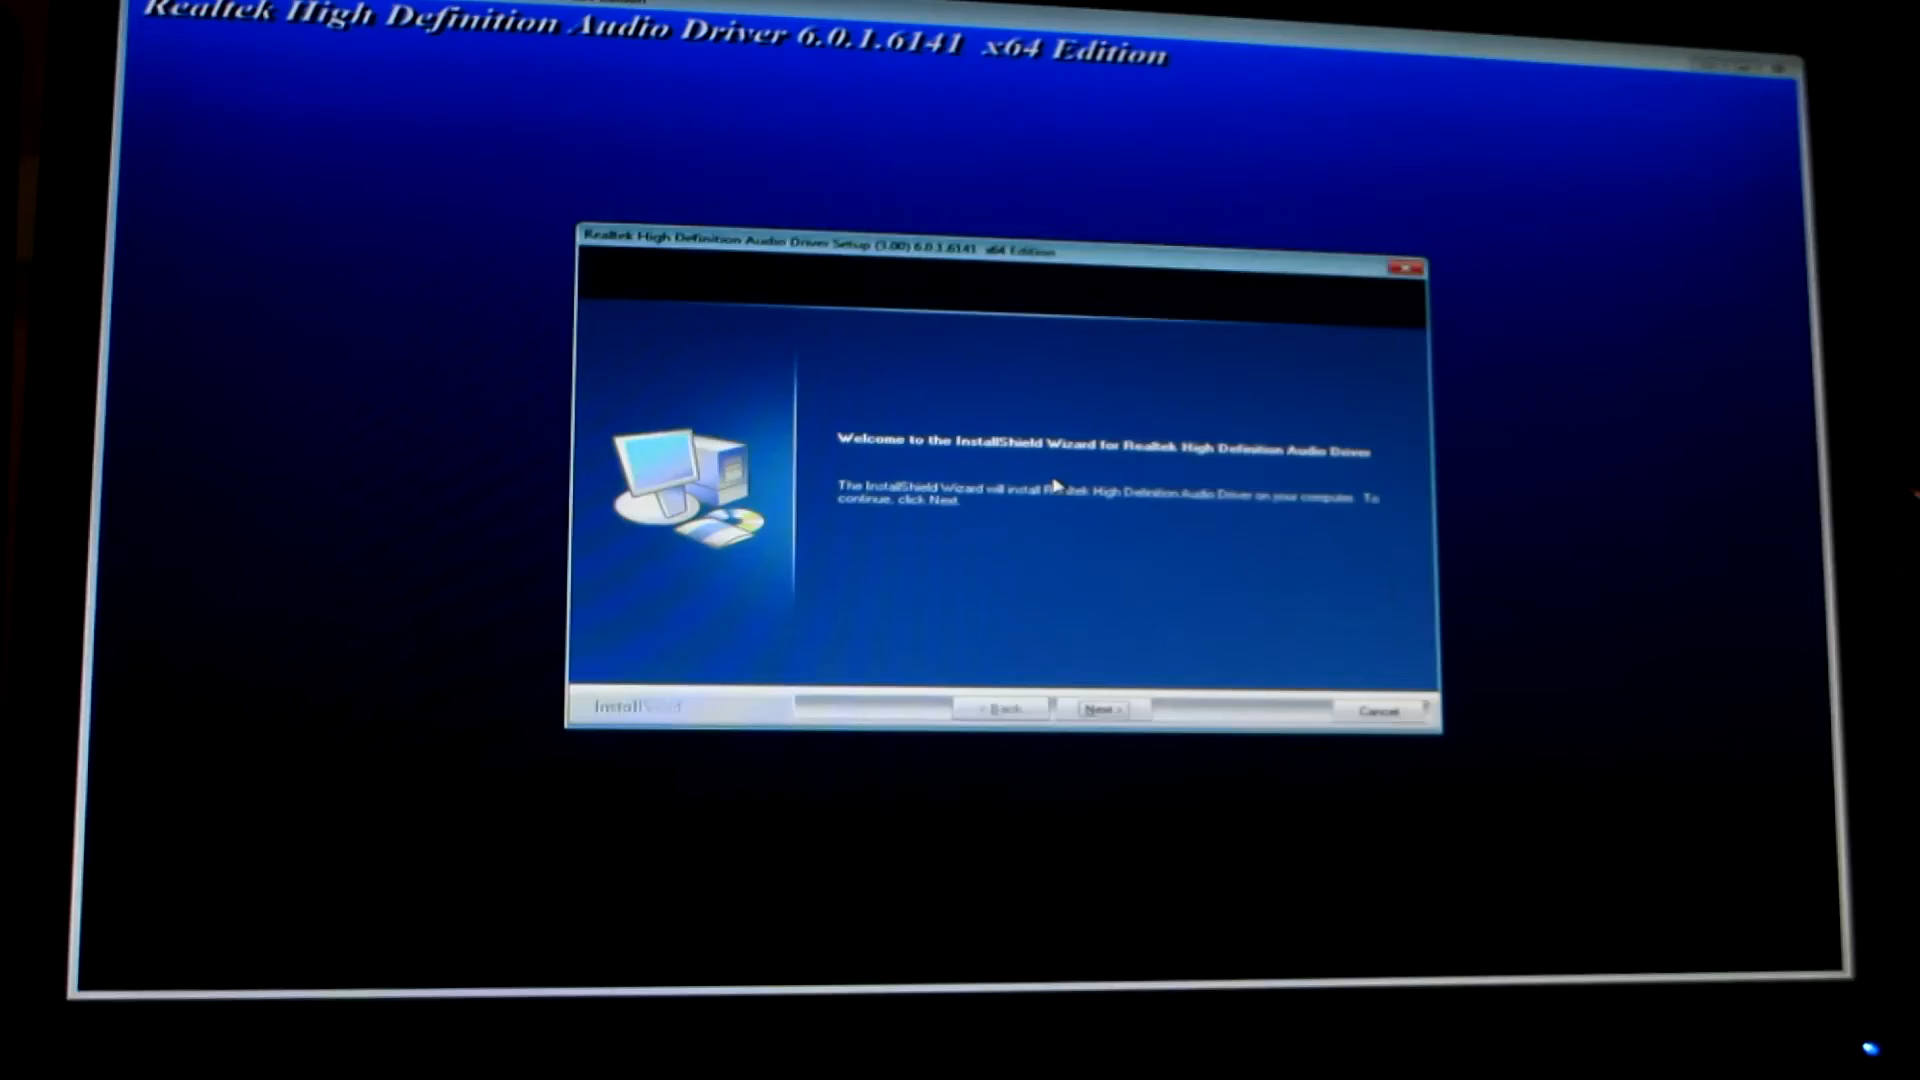 Realtek High Definition Audio Driver 6.0.1.6141 x64 Edition
Realtek High Definition Audio Driver Setup (3.00) 6.0.1.6141 x64 Edition
Welcome to the InstallShield Wizard for Realtek High Definition Audio Driver
The InstallShield Wizard will install Realtek High Definition Audio Driver on your computer. To
continue, click Next.
InstallShield
< Back
Next >
Cancel